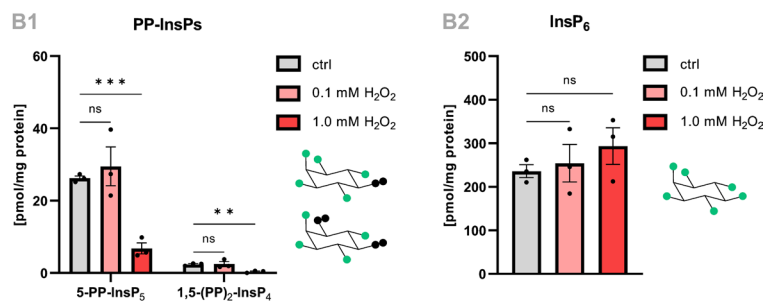 B1
PP-InsPs
[pmol/mg protein]
60
40
20
0
***
ns
**
ns
5-PP-InsP₅
1,5-(PP)₂-InsP₄
ctrl
0.1 mM H₂O₂
1.0 mM H₂O₂
B2
InsP₆
[pmol/mg protein]
500
400
300
200
100
0
ns
ns
ctrl
0.1 mM H₂O₂
1.0 mM H₂O₂